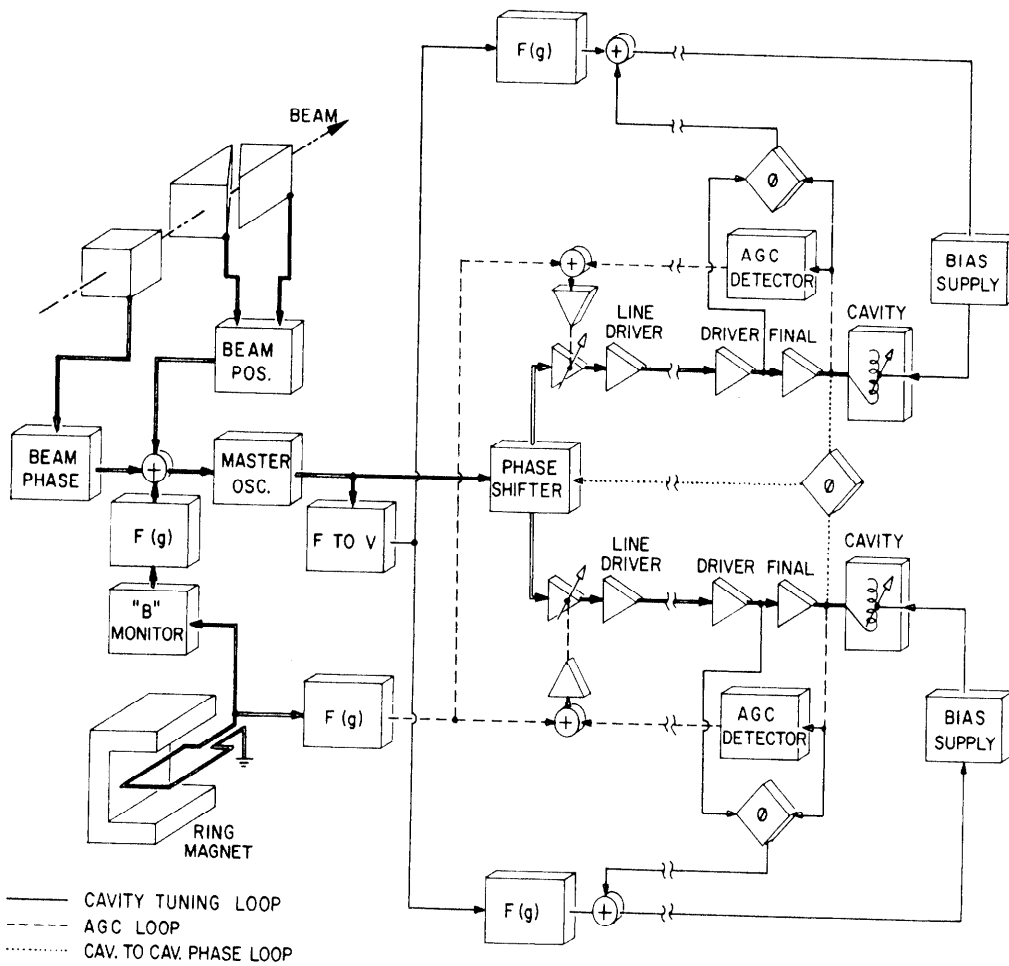 F(g)
+
BEAM
Ø
AGC
DETECTOR
BIAS
SUPPLY
+
LINE
DRIVER
DRIVER
FINAL
CAVITY
BEAM
POS.
BEAM
PHASE
+
MASTER
OSC.
PHASE
SHIFTER
Ø
F(g)
F TO V
LINE
DRIVER
DRIVER
FINAL
CAVITY
"B"
MONITOR
F(g)
+
AGC
DETECTOR
BIAS
SUPPLY
Ø
RING
MAGNET
F(g)
+
CAVITY TUNING LOOP
AGC LOOP
CAV. TO CAV. PHASE LOOP